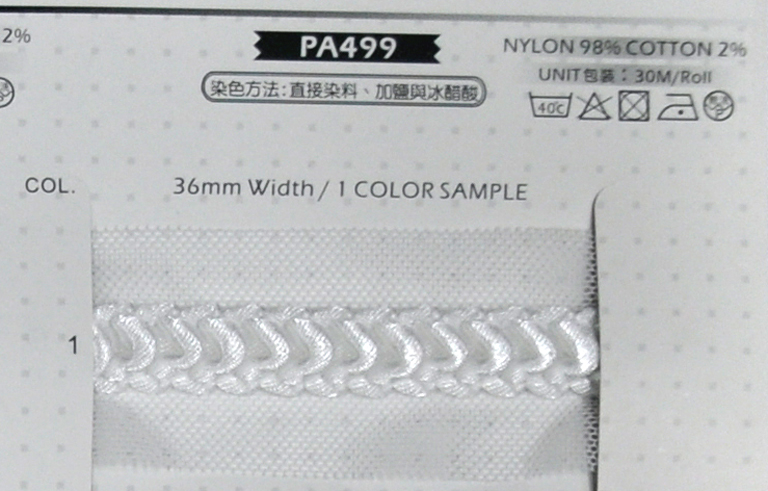 2%
PA499
NYLON 98% COTTON 2%
染色方法:直接染料、加鹽與冰醋酸
UNIT包裝:30M/Roll
40℃
COL.
36mm Width / 1 COLOR SAMPLE
1